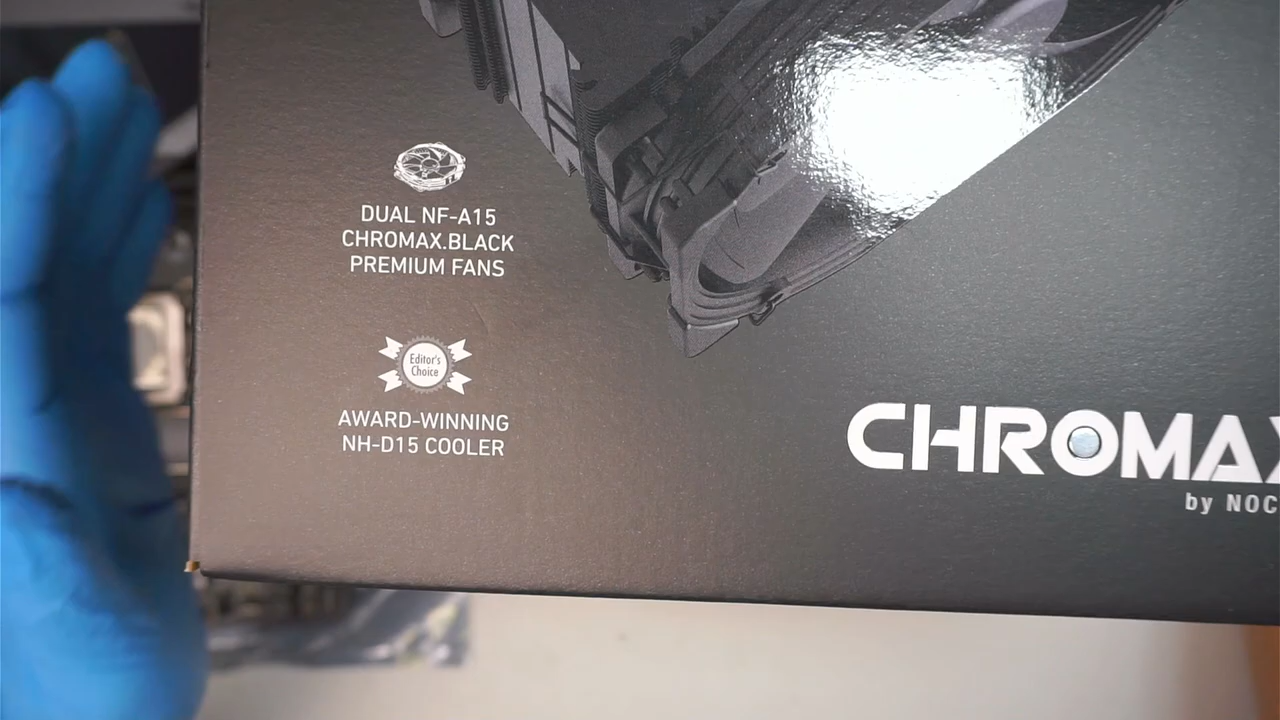 DUAL NF-A15
CHROMAX.BLACK
PREMIUM FANS
Editor's
Choice
AWARD-WINNING
NH-D15 COOLER
CHROMAX
by NOC